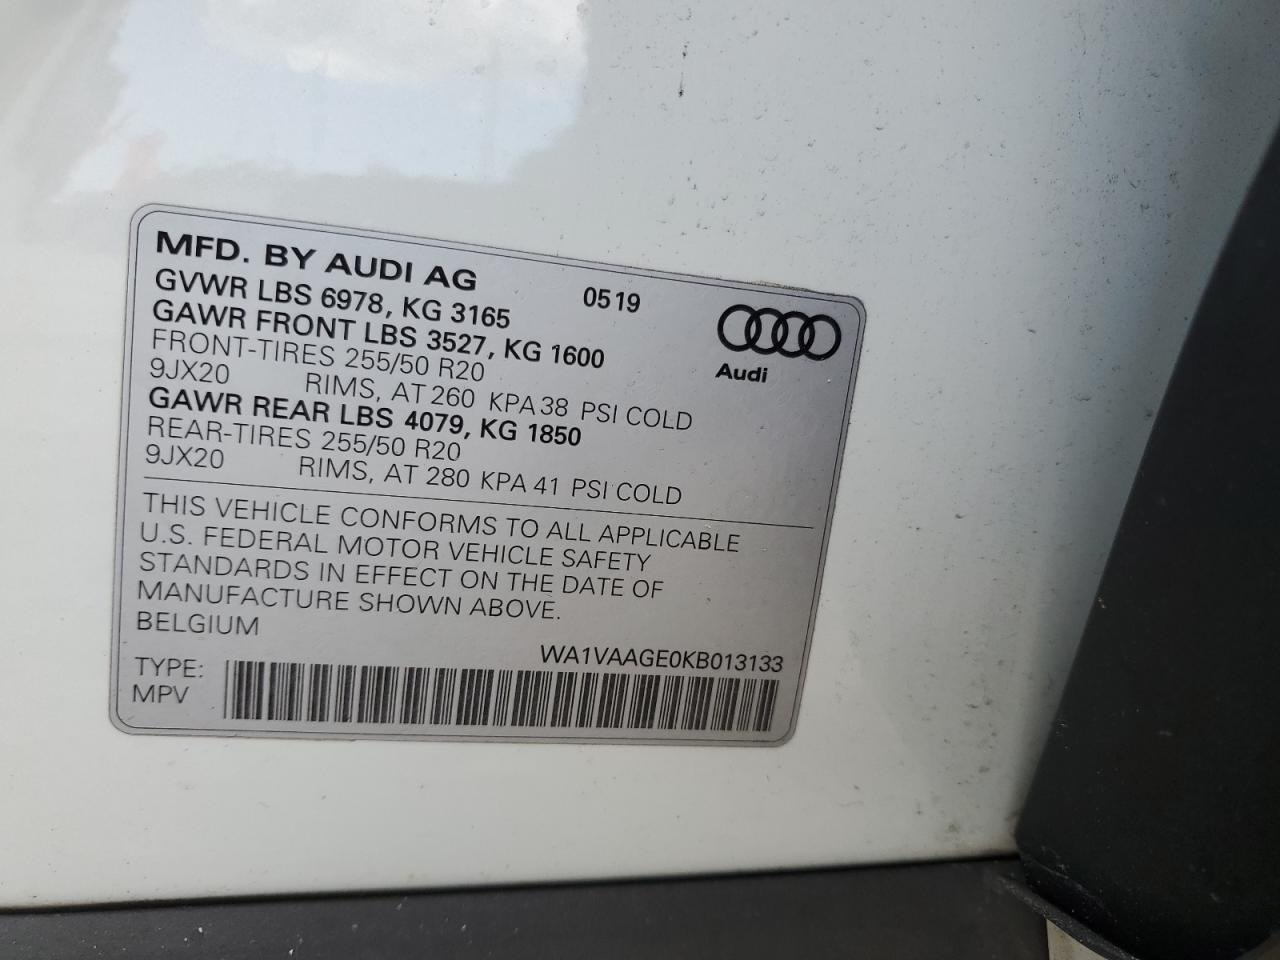 MFD. BY AUDI AG 0519
GVWR LBS 6978, KG 3165
GAWR FRONT LBS 3527, KG 1600
FRONT-TIRES 255/50 R20
9JX20 RIMS, AT 260 KPA 38 PSI COLD
GAWR REAR LBS 4079, KG 1850
REAR-TIRES 255/50 R20
9JX20 RIMS, AT 280 KPA 41 PSI COLD
Audi
THIS VEHICLE CONFORMS TO ALL APPLICABLE
U.S. FEDERAL MOTOR VEHICLE SAFETY
STANDARDS IN EFFECT ON THE DATE OF
MANUFACTURE SHOWN ABOVE.
BELGIUM
WA1VAAGE0KB013133
TYPE:
MPV